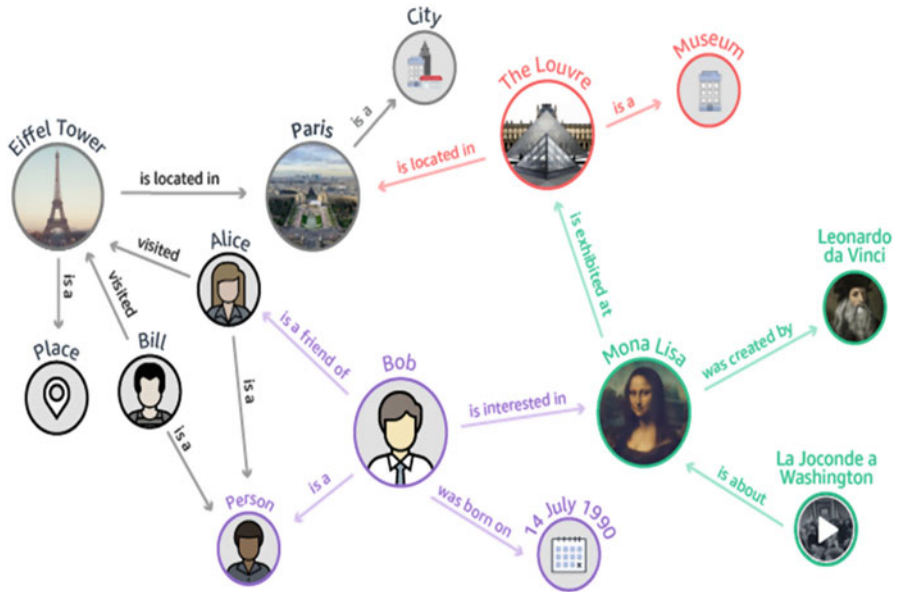 City
The Louvre
Museum
Eiffel Tower
Paris
is a
is a
is located in
is located in
visited
Alice
is exhibited at
Leonardo
da Vinci
is a
visited
Place
Bill
is a friend of
Bob
Mona Lisa
was created by
is a
is interested in
is a
La Joconde a
Washington
is about
Person
is a
was born on
14 July 1990